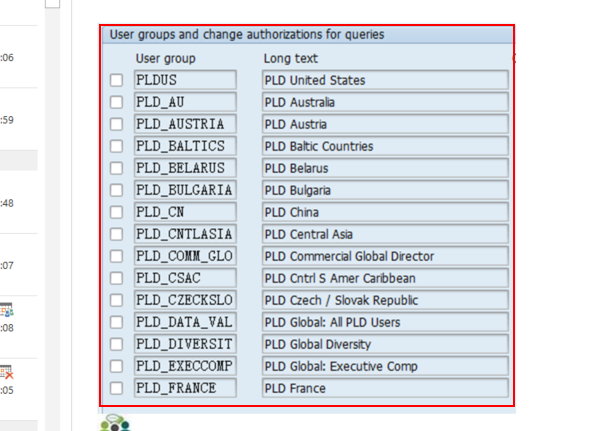 User groups and change authorizations for queries
User group Long text
PLDUS PLD United States
PLD_AU PLD Australia
PLD_AUSTRIA PLD Austria
PLD_BALTICS PLD Baltic Countries
PLD_BELARUS PLD Belarus
PLD_BULGARIA PLD Bulgaria
PLD_CN PLD China
PLD_CNTLASIA PLD Central Asia
PLD_COMM_GLO PLD Commercial Global Director
PLD_CSAC PLD Cntrl S Amer Caribbean
PLD_CZECKSLO PLD Czech / Slovak Republic
PLD_DATA_VAL PLD Global: All PLD Users
PLD_DIVERSIT PLD Global Diversity
PLD_EXECCOMP PLD Global: Executive Comp
PLD_FRANCE PLD France
:06
:59
:48
:07
:08
:05